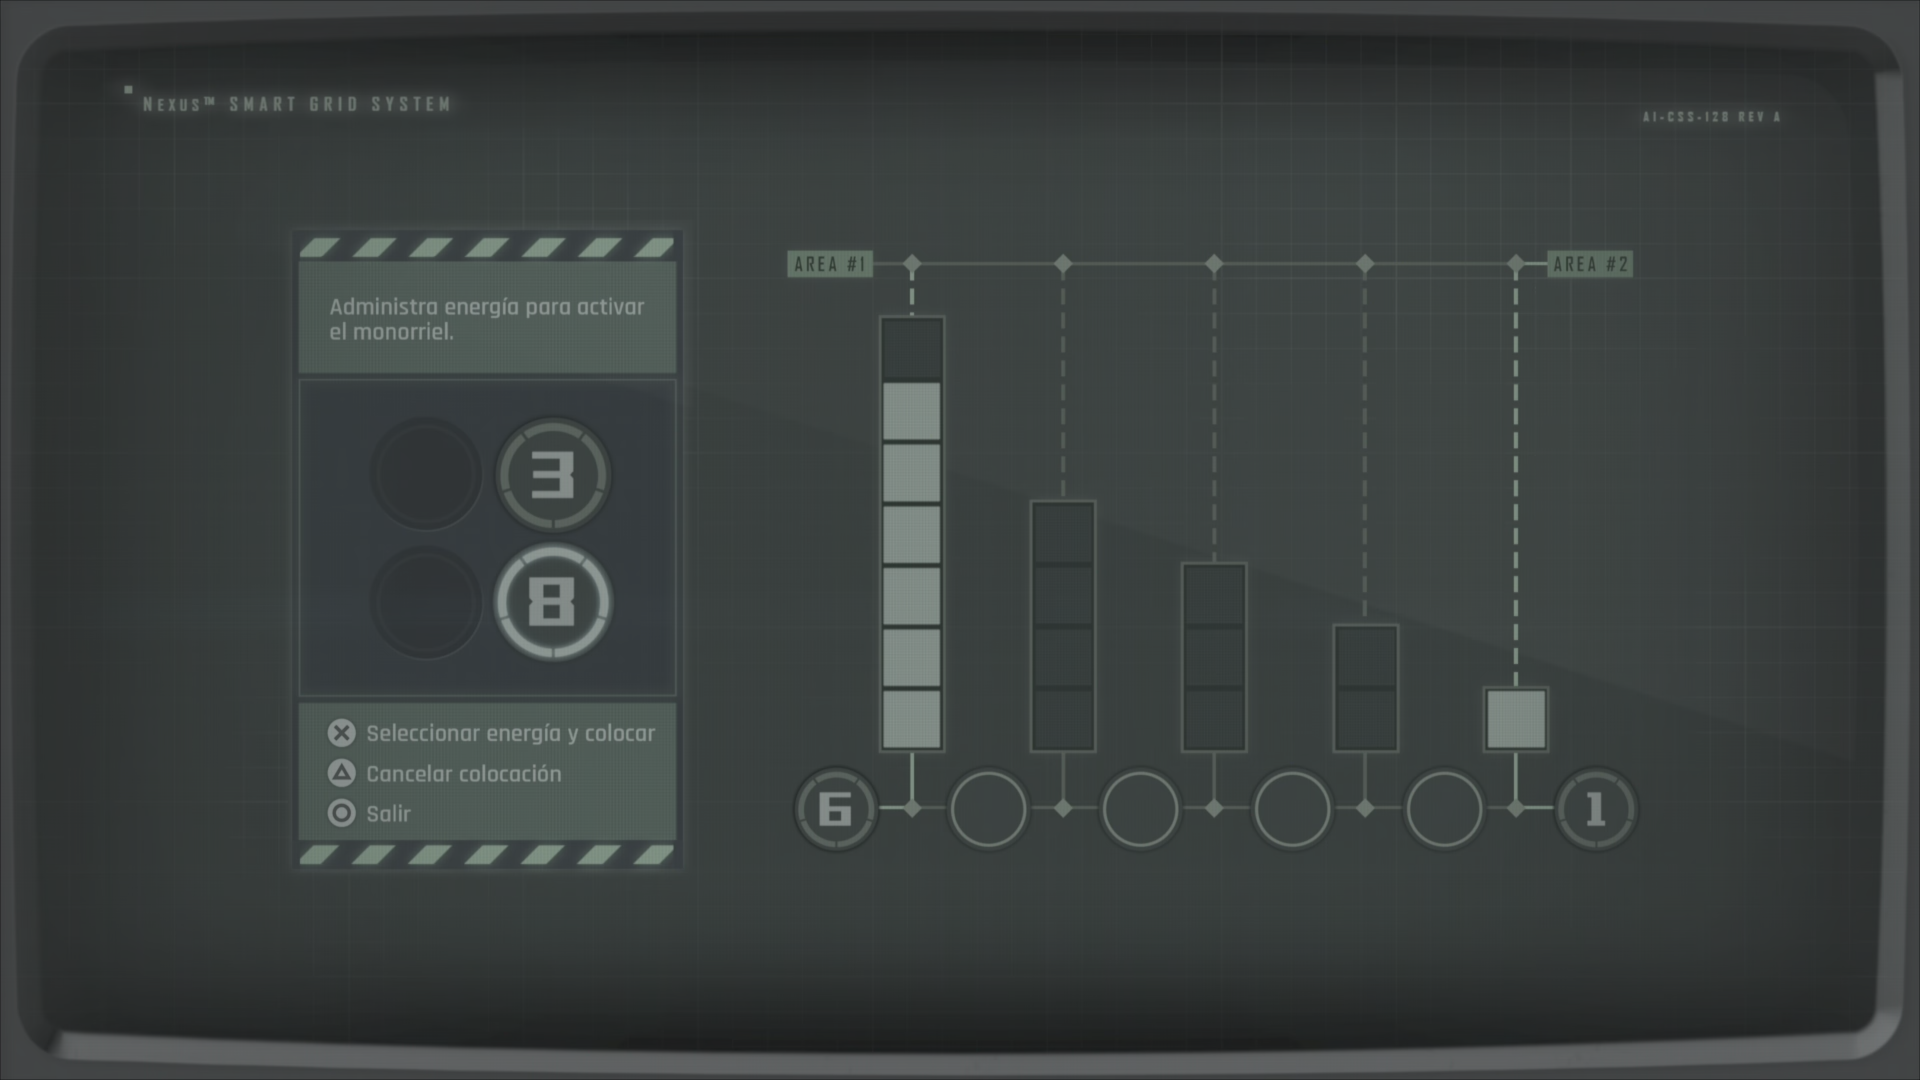 Nexus™ SMART GRID SYSTEM
AI-CSS-128 REV A
Administra energía para activar
el monorriel.
3
8
Seleccionar energía y colocar
Cancelar colocación
Salir
AREA #1
AREA #2
6
1